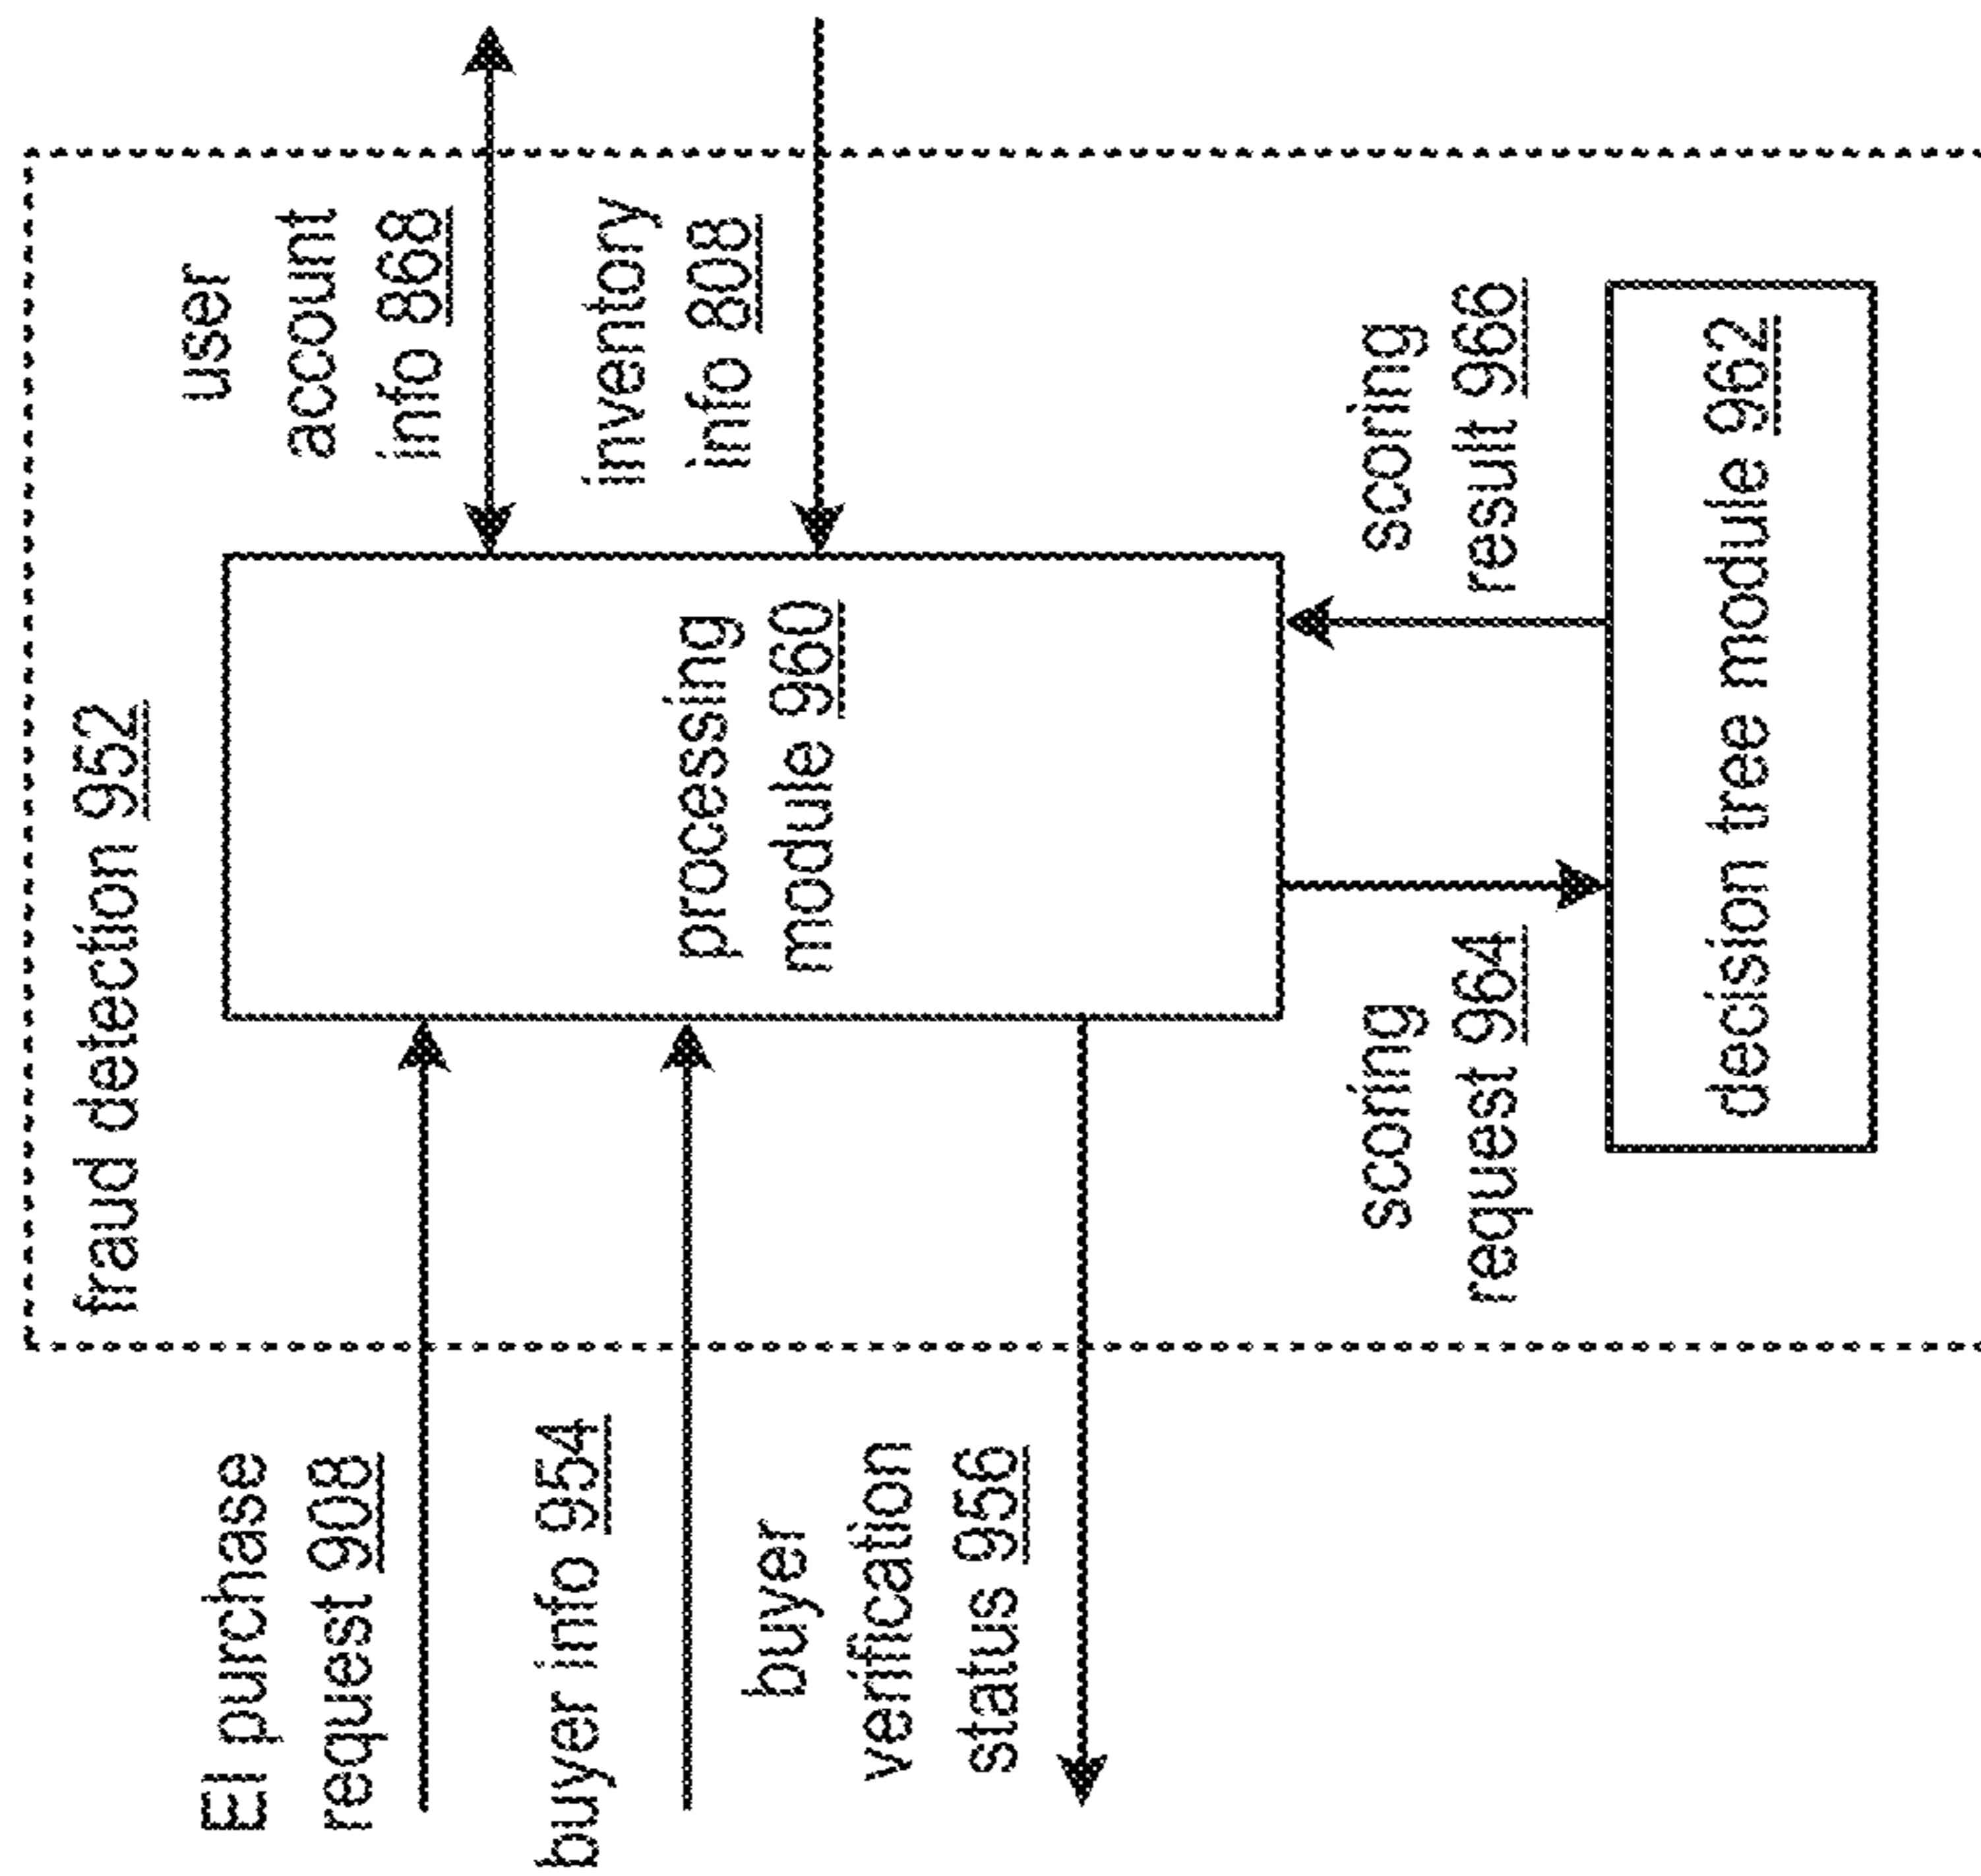 fraud detection 952
EI purchase
request 908
buyer info 954
buyer
verification
status 956
processing
module 960
user
account
info 868
inventory
info 808
scoring
request 964
scoring
result 966
decision tree module 962